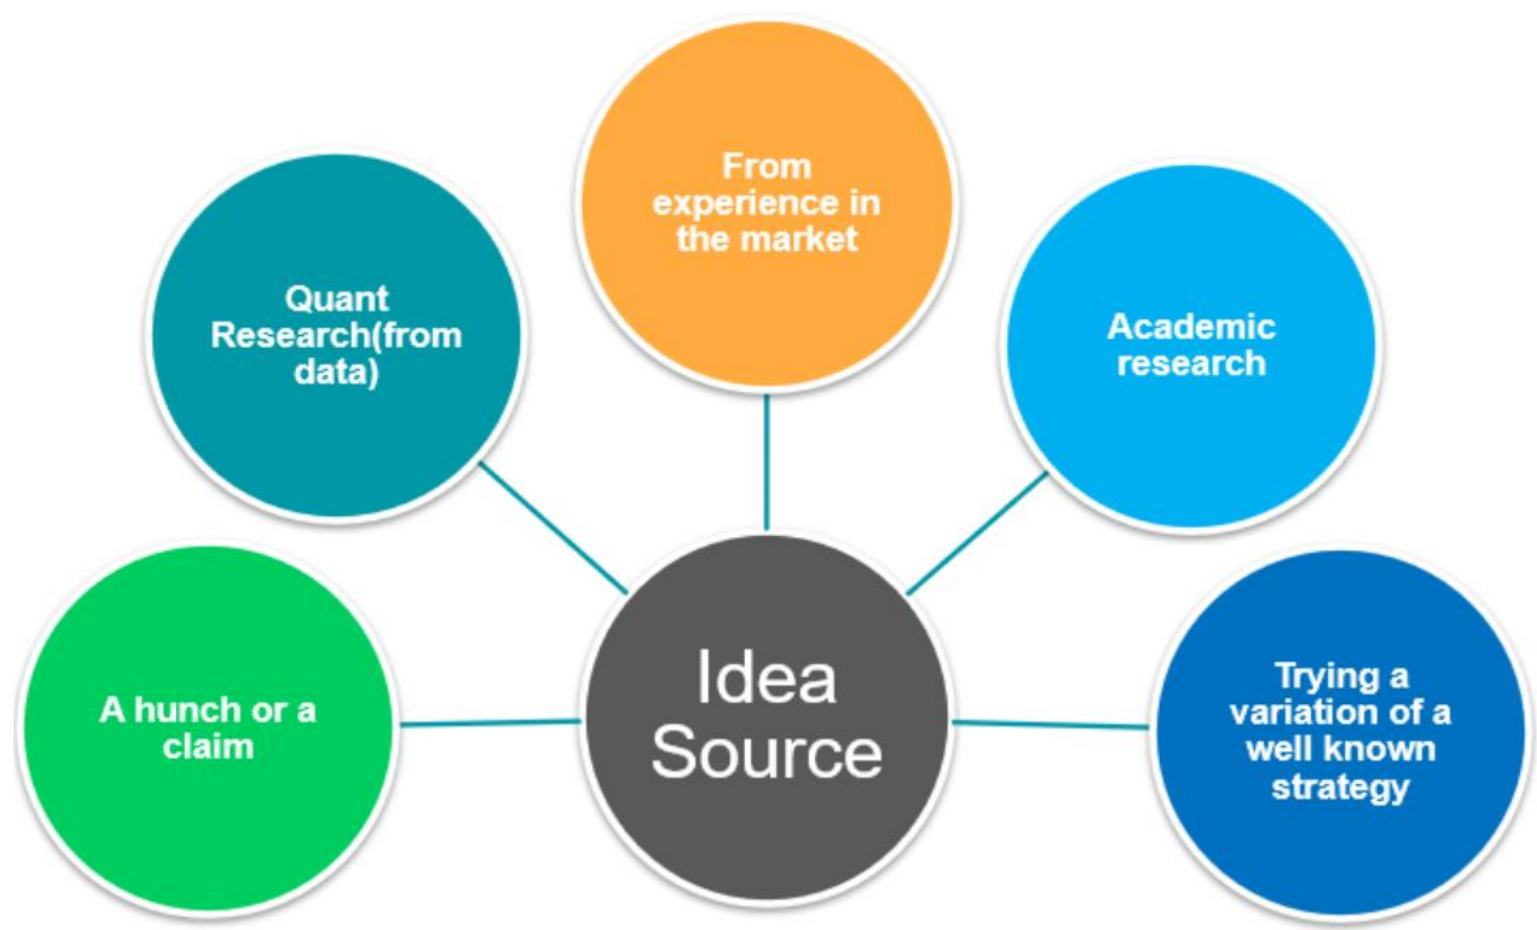 From
experience in
the market
Quant
Research(from
data)
Academic
research
A hunch or a
claim
Idea
Source
Trying a
variation of a
well known
strategy